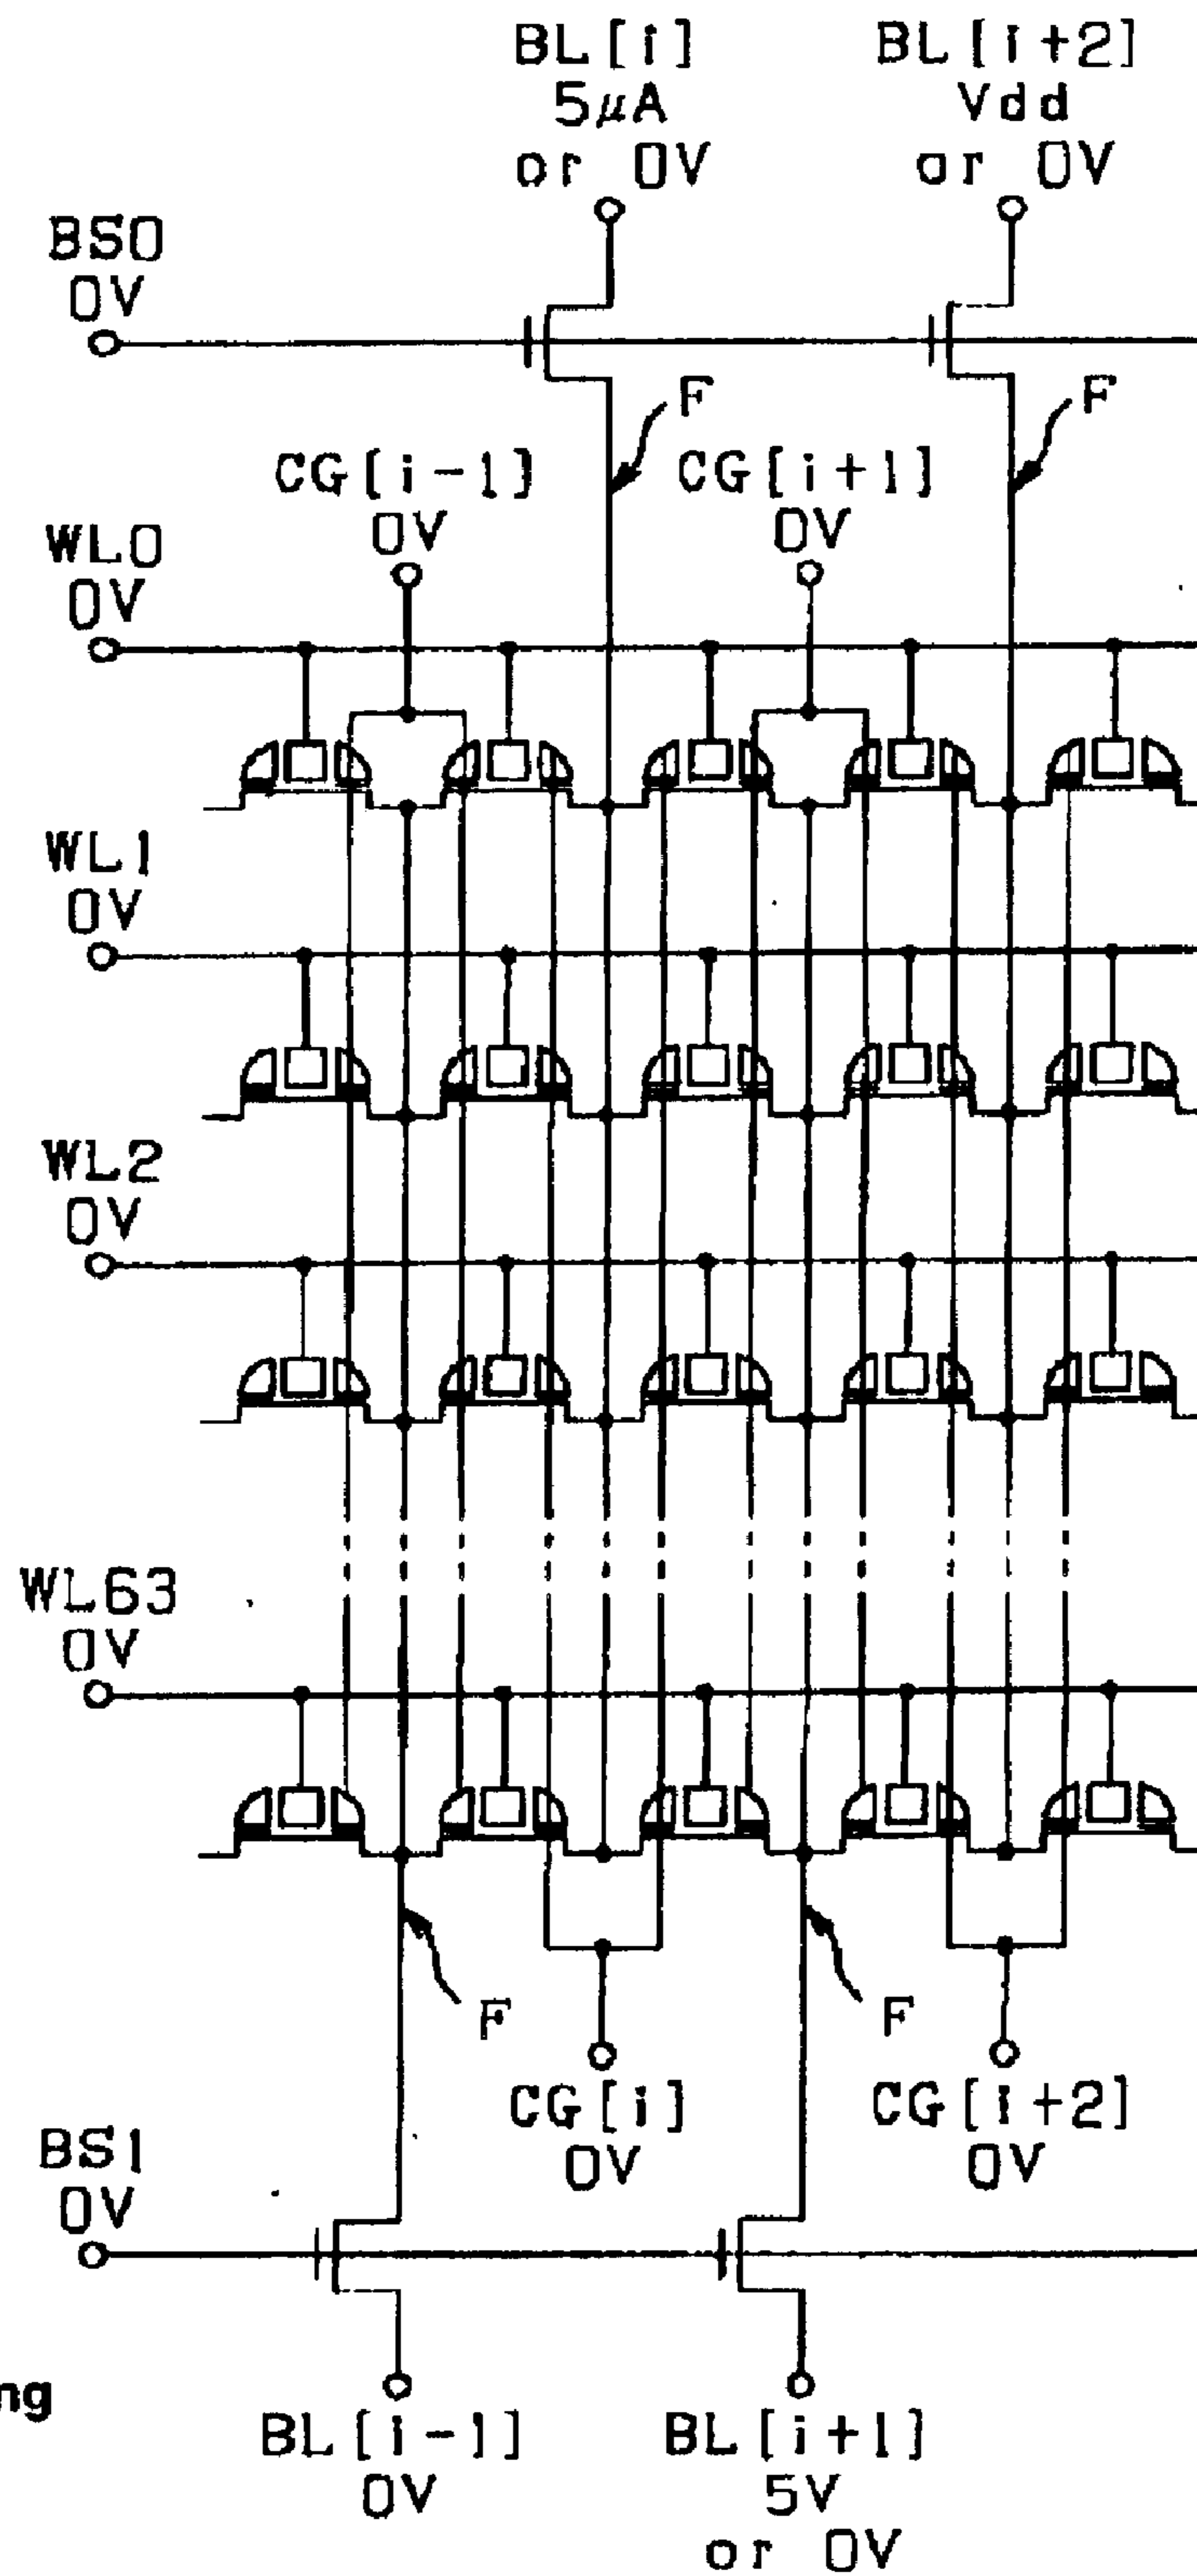 BL[i] BL[i+2]
5μA Vdd
or 0V or 0V
BS0
0V
F F
CG[i-1] CG[i+1]
0V 0V
WL0
0V
WL1
0V
WL2
0V
WL63
0V
F F
CG[i] CG[i+2]
0V 0V
BS1
0V
ng
BL[i-1] BL[i+1]
0V 5V
or 0V